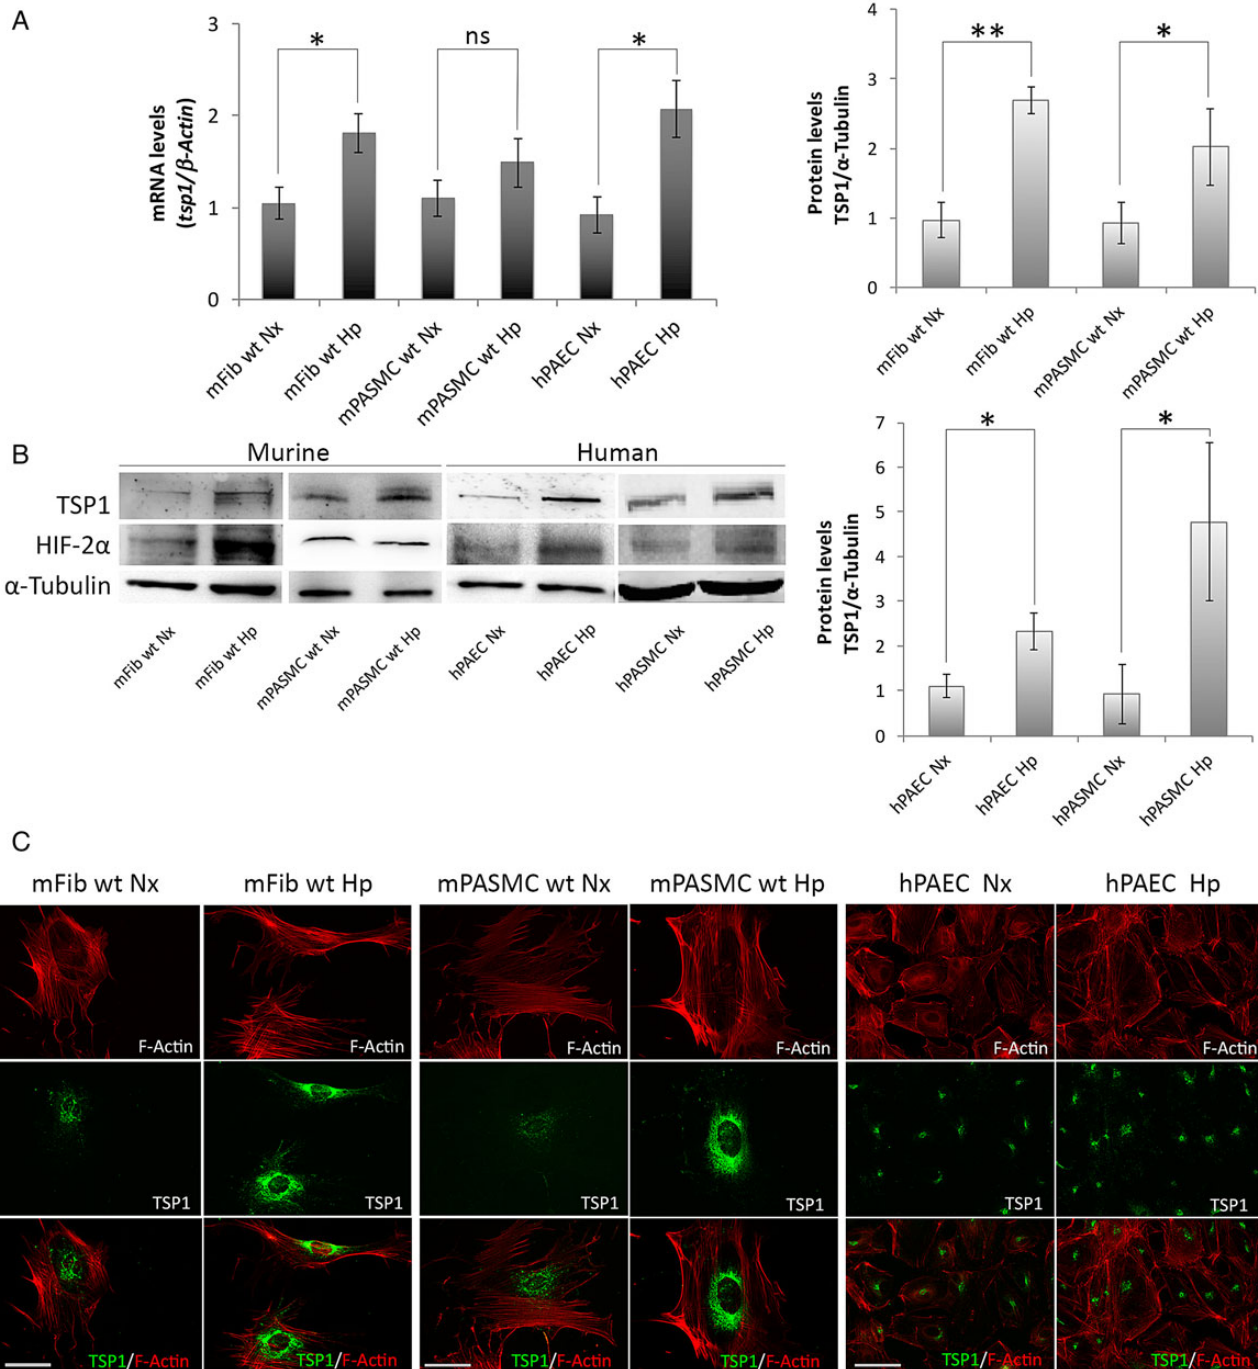 A
mRNA levels
(tsp1/β-Actin)
3
2
1
0
*
ns
*
mFib wt Nx
mFib wt Hp
mPASMC wt Nx
mPASMC wt Hp
hPAEC Nx
hPAEC Hp
Protein levels
TSP1/α-Tubulin
4
3
2
1
0
**
*
mFib wt Nx
mFib wt Hp
mPASMC wt Nx
mPASMC wt Hp
B
Murine
Human
TSP1
HIF-2α
α-Tubulin
mFib wt Nx
mFib wt Hp
mPASMC wt Nx
mPASMC wt Hp
hPAEC Nx
hPAEC Hp
hPASMC Nx
hPASMC Hp
Protein levels
TSP1/α-Tubulin
7
6
5
4
3
2
1
0
*
*
hPAEC Nx
hPAEC Hp
hPASMC Nx
hPASMC Hp
C
mFib wt Nx
mFib wt Hp
mPASMC wt Nx
mPASMC wt Hp
hPAEC Nx
hPAEC Hp
F-Actin
F-Actin
F-Actin
F-Actin
F-Actin
F-Actin
TSP1
TSP1
TSP1
TSP1
TSP1
TSP1
TSP1/F-Actin
TSP1/F-Actin
TSP1/F-Actin